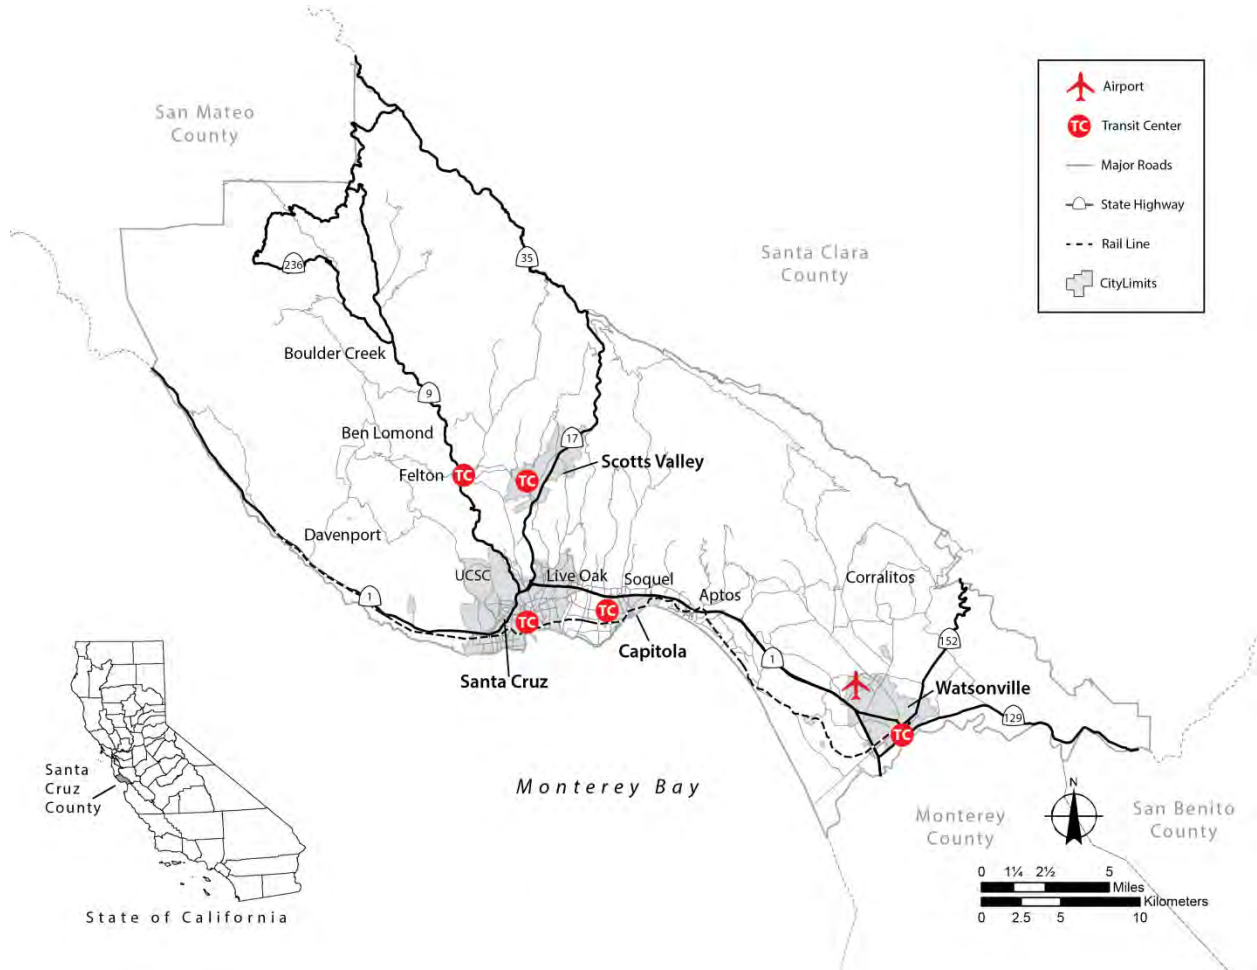 San Mateo
County
Airport
TC
Transit Center
Major Roads
State Highway
Rail Line
CityLimits
Santa Clara
County
35
236
Boulder Creek
9
Ben Lomond
17
Scotts Valley
Felton
TC
TC
Davenport
UCSC
Live Oak
Soquel
Aptos
Corralitos
1
TC
TC
152
Capitola
1
Santa Cruz
Watsonville
129
TC
Santa
Cruz
County
Monterey Bay
N
Monterey
County
San Benito
County
0 1¼ 2½ 5
Miles
Kilometers
0 2.5 5 10
State of California